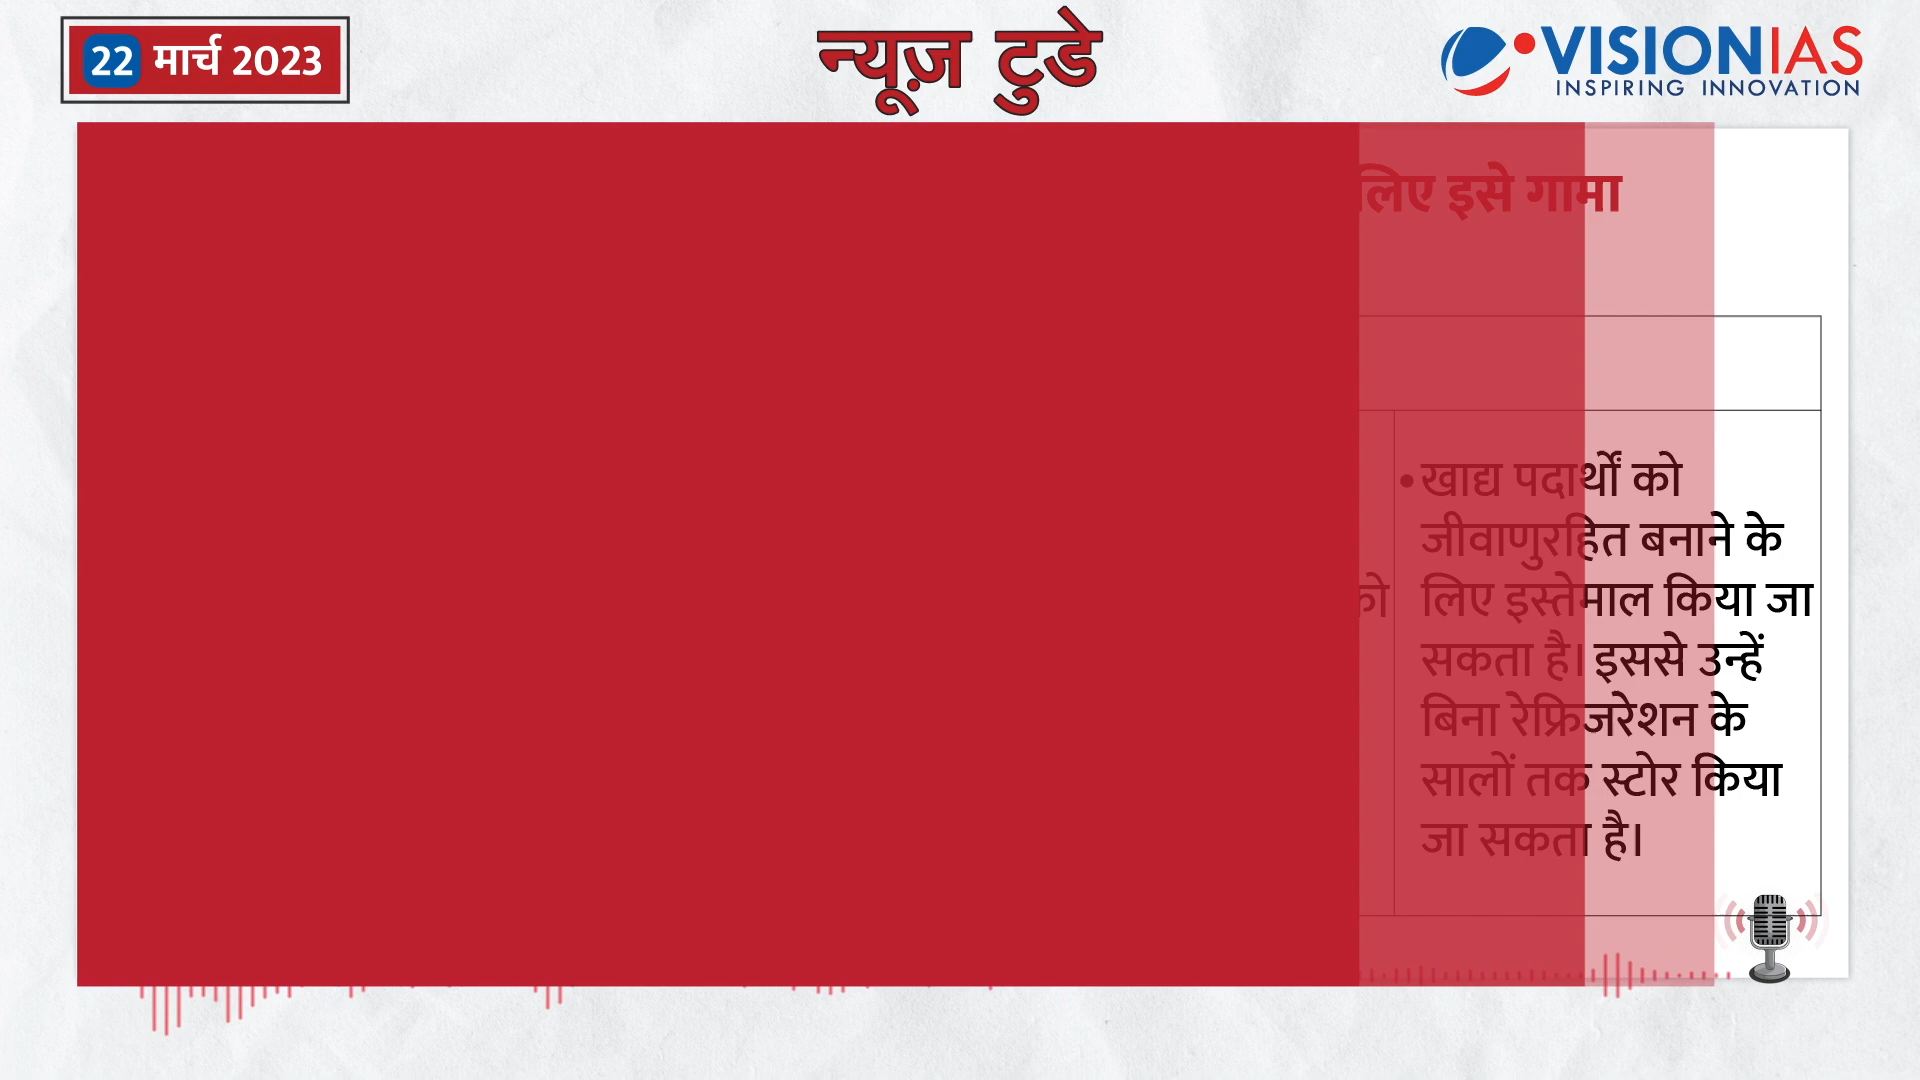 22 मार्च 2023
न्यूज़ टुडे
VISIONIAS
INSPIRING INNOVATION
लिए इसे गामा
को
•खाद्य पदार्थों को
जीवाणुरहित बनाने के
लिए इस्तेमाल किया जा
सकता है। इससे उन्हें
बिना रेफ्रिजरेशन के
सालों तक स्टोर किया
जा सकता है।